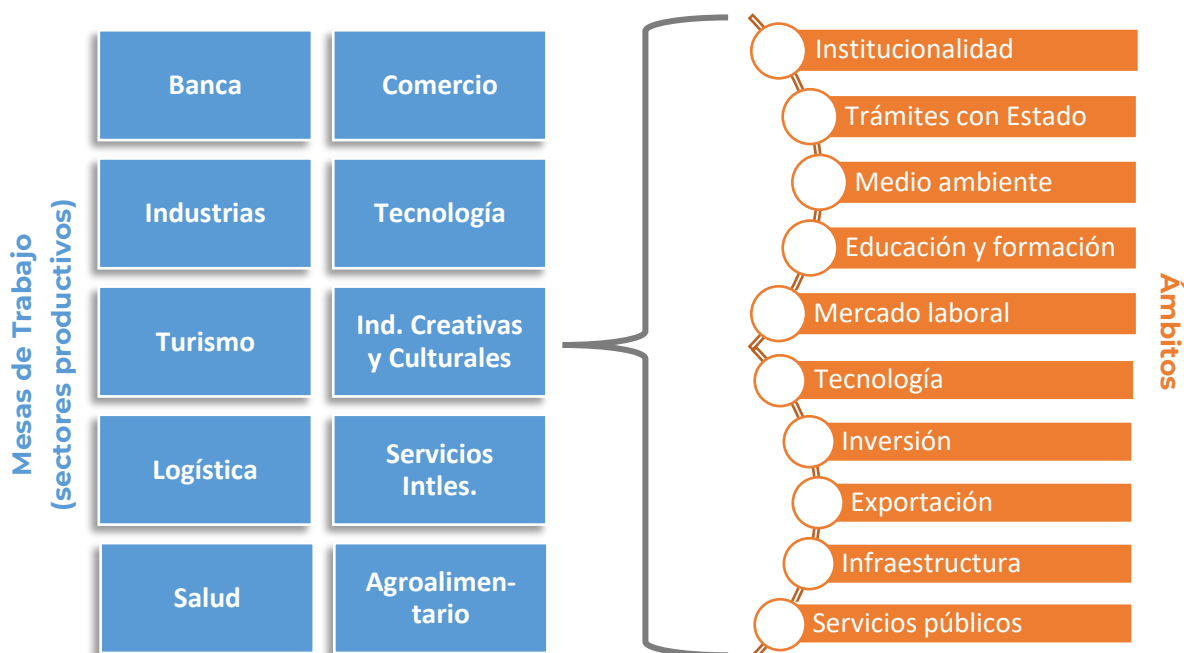 Mesas de Trabajo
(sectores productivos)
Banca
Comercio
Industrias
Tecnología
Turismo
Ind. Creativas
y Culturales
Logística
Servicios
Intles.
Salud
Agroalimen-
tario
Institucionalidad
Trámites con Estado
Medio ambiente
Educación y formación
Mercado laboral
Tecnología
Inversión
Exportación
Infraestructura
Servicios públicos
Ámbitos